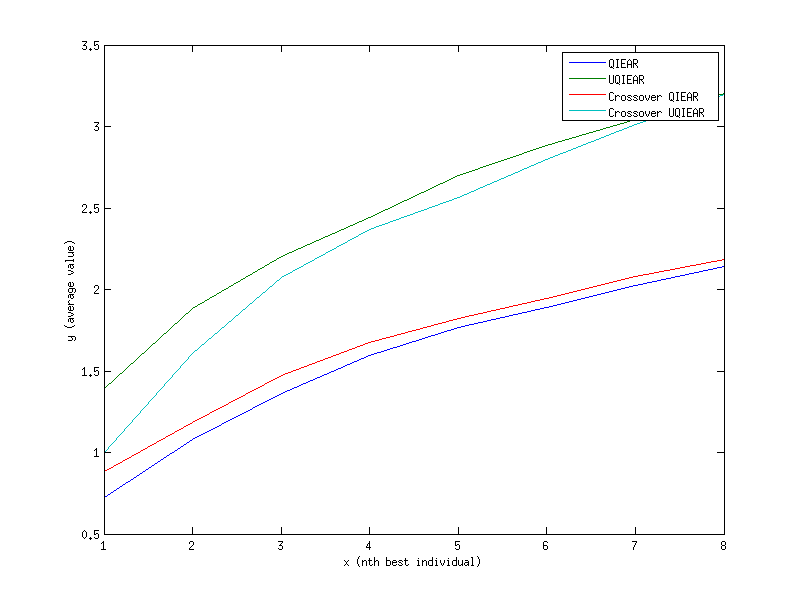 3.5
3
2.5
2
1.5
1
0.5
y (average value)
QIEAR
UQIEAR
Crossover QIEAR
Crossover UQIEAR
1 2 3 4 5 6 7 8
x (nth best individual)